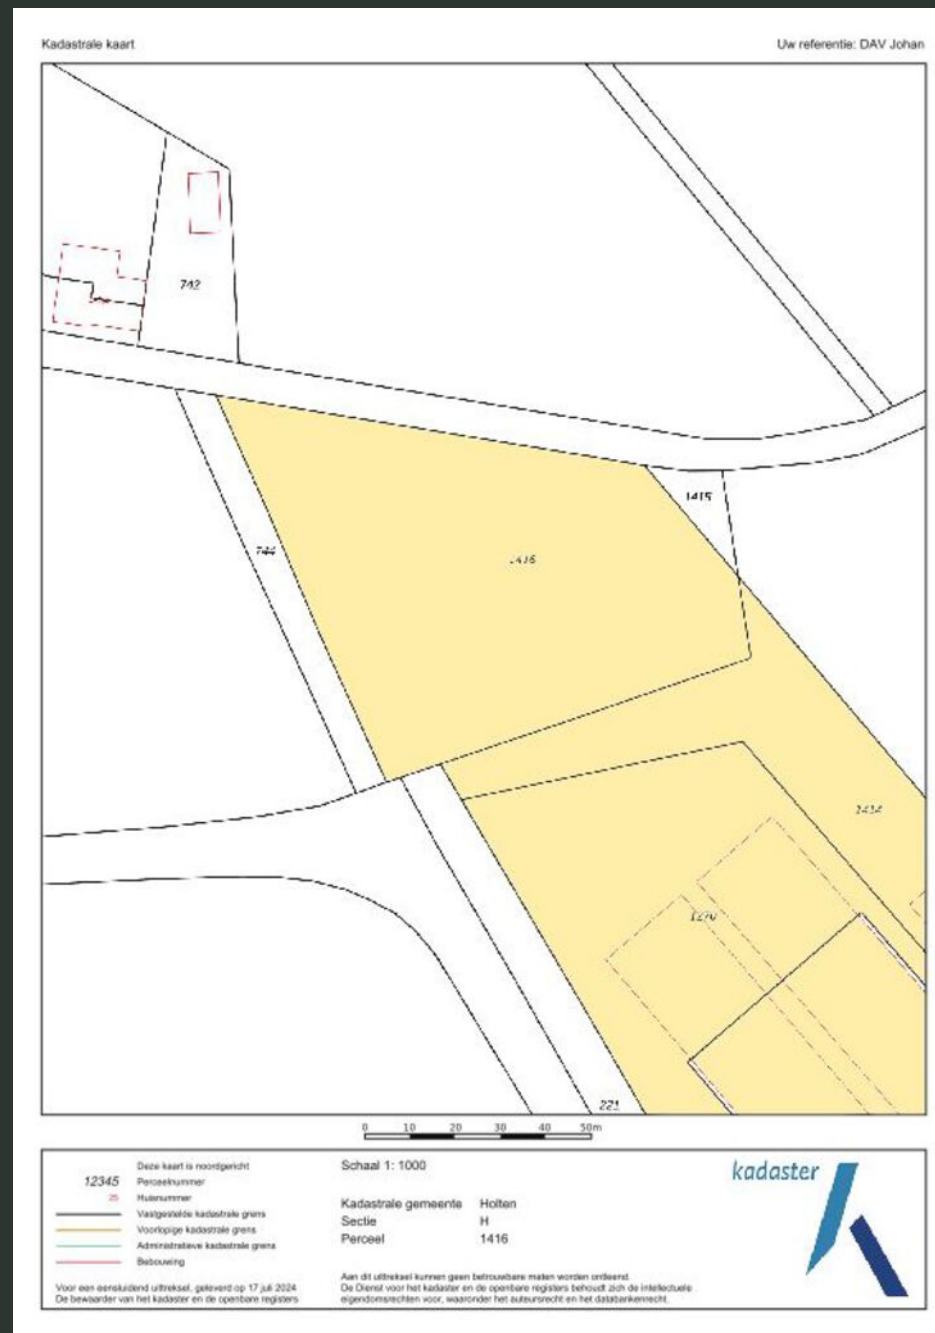 Kadastrale kaart
Uw referentie: DAV Johan
742
1415
744
1416
1414
1270
221
0 10 20 30 40 50m
Deze kaart is noordgericht
12345 Perceelnummer
25 Huisnummer
Vastgestelde kadastrale grens
Voorlopige kadastrale grens
Administratieve kadastrale grens
Bebouwing
Voor een eensluidend uittreksel, geleverd op 17 juli 2024
De bewaarder van het kadaster en de openbare registers
Schaal 1: 1000
Kadastrale gemeente Holten
Sectie H
Perceel 1416
Aan dit uittreksel kunnen geen betrouwbare maten worden ontleend.
De Dienst voor het kadaster en de openbare registers behoudt zich de intellectuele
eigendomsrechten voor, waaronder het auteursrecht en het databankenrecht.
kadaster